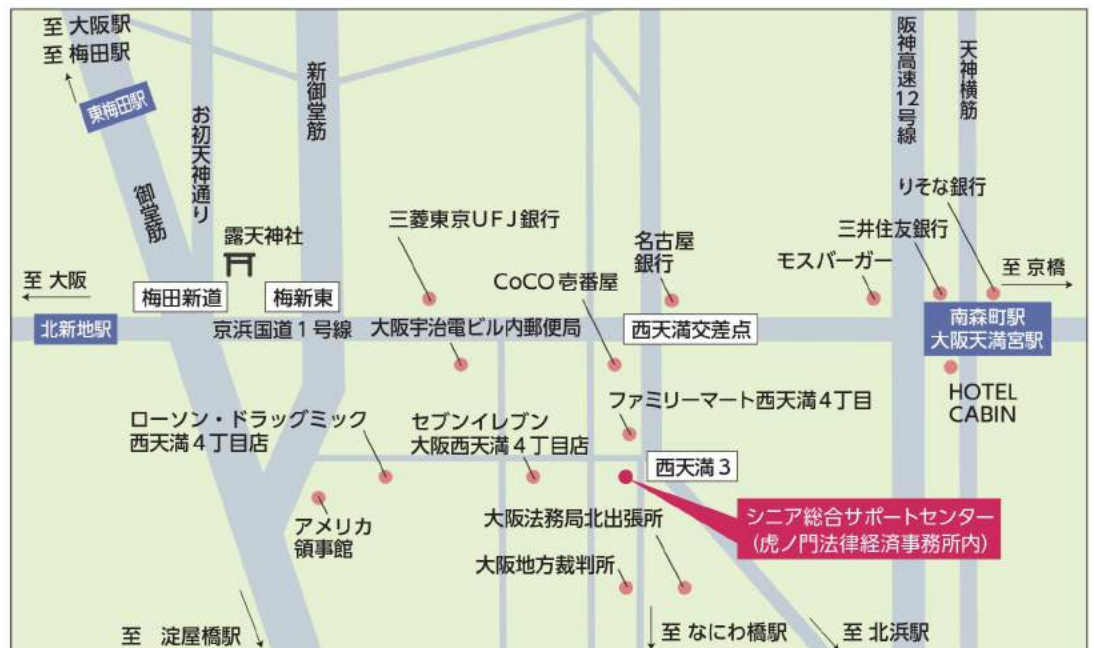 至 大阪駅
至 梅田駅
東梅田駅
御堂筋
お初天神通り
新御堂筋
阪神高速12号線
天神横筋
りそな銀行
三井住友銀行
モスバーガー
至 京橋
三菱東京UFJ銀行
名古屋
銀行
CoCO壱番屋
露天神社
至 大阪
梅田新道
梅新東
北新地駅
京浜国道1号線
大阪宇治電ビル内郵便局
西天満交差点
南森町駅
大阪天満宮駅
HOTEL
CABIN
ファミリーマート西天満4丁目
ローソン・ドラッグミック
西天満4丁目店
セブンイレブン
大阪西天満4丁目店
西天満3
アメリカ
領事館
大阪法務局北出張所
シニア総合サポートセンター
(虎ノ門法律経済事務所内)
大阪地方裁判所
至 淀屋橋駅
至 なにわ橋駅
至 北浜駅